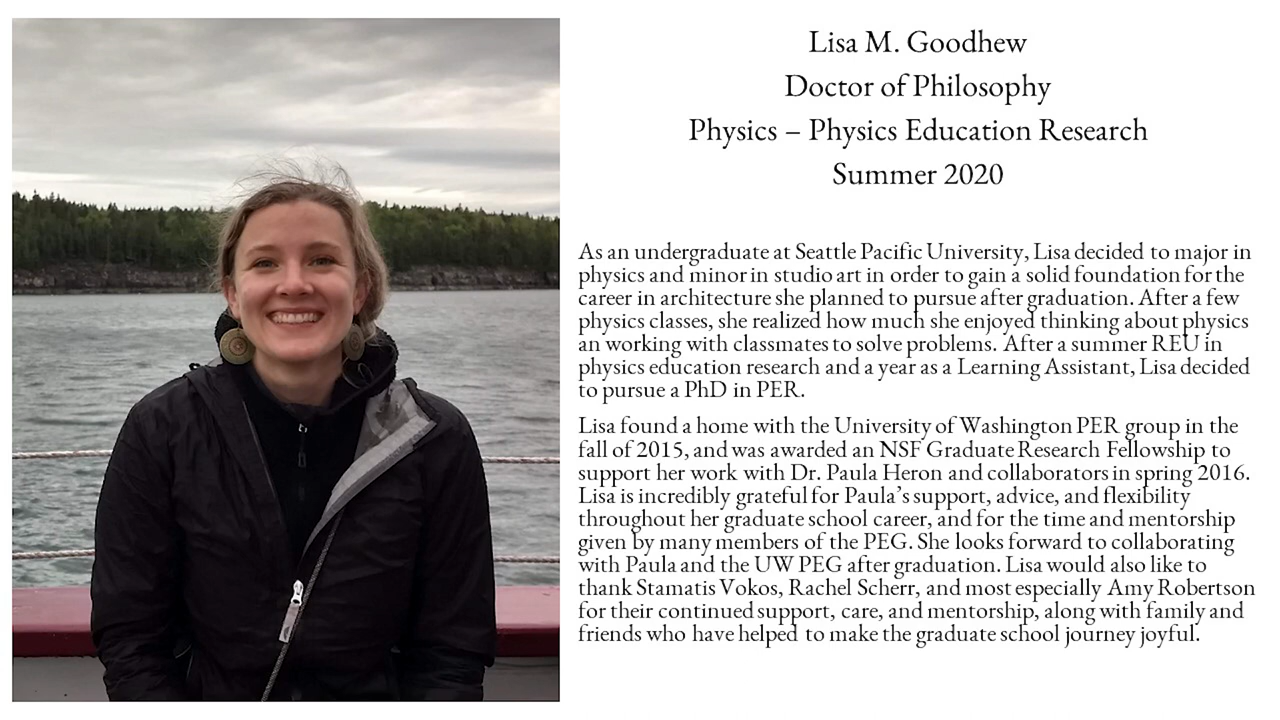 Lisa M. Goodhew
Doctor of Philosophy
Physics – Physics Education Research
Summer 2020
As an undergraduate at Seattle Pacific University, Lisa decided to major in
physics and minor in studio art in order to gain a solid foundation for the
career in architecture she planned to pursue after graduation. After a few
physics classes, she realized how much she enjoyed thinking about physics
an working with classmates to solve problems. After a summer REU in
physics education research and a year as a Learning Assistant, Lisa decided
to pursue a PhD in PER.
Lisa found a home with the University of Washington PER group in the
fall of 2015, and was awarded an NSF Graduate Research Fellowship to
support her work with Dr. Paula Heron and collaborators in spring 2016.
Lisa is incredibly grateful for Paula’s support, advice, and flexibility
throughout her graduate school career, and for the time and mentorship
given by many members of the PEG. She looks forward to collaborating
with Paula and the UW PEG after graduation. Lisa would also like to
thank Stamatis Vokos, Rachel Scherr, and most especially Amy Robertson
for their continued support, care, and mentorship, along with family and
friends who have helped to make the graduate school journey joyful.